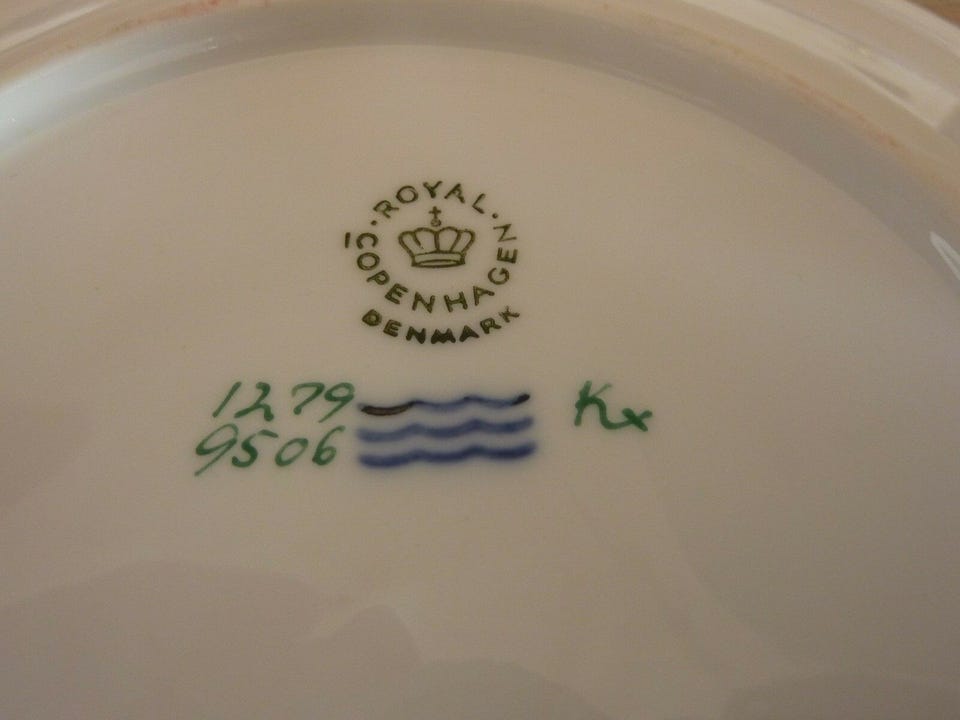 ROYAL
COPENHAGEN
DENMARK
1279
9506
Kx